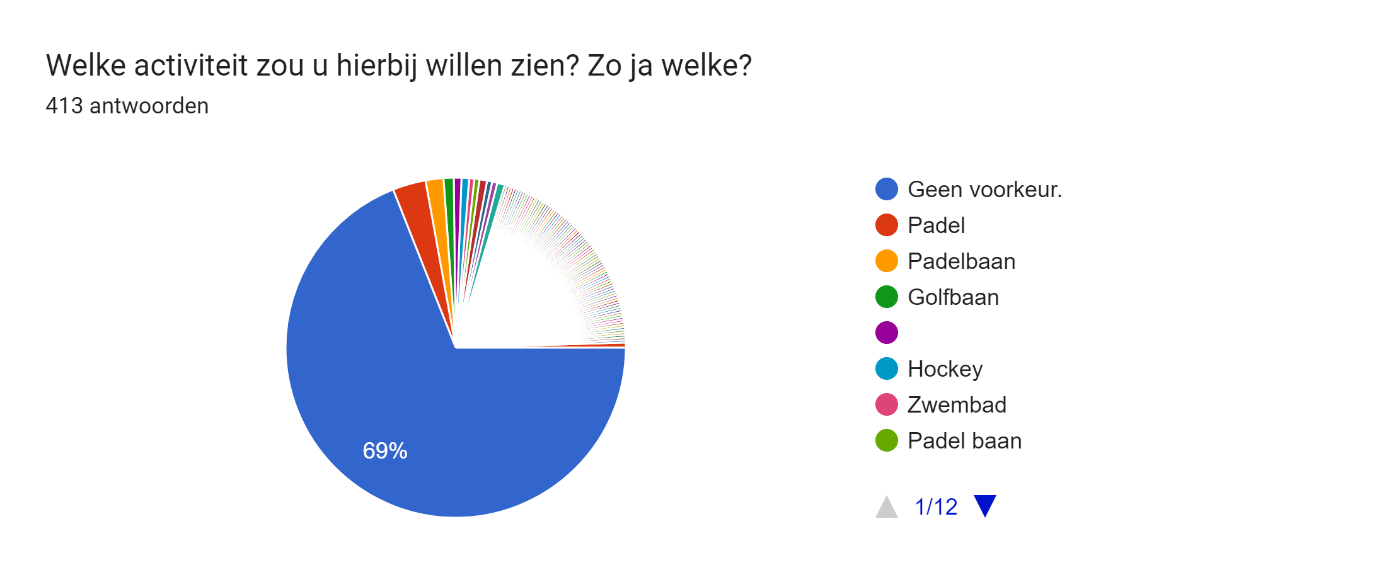 Welke activiteit zou u hierbij willen zien? Zo ja welke?
413 antwoorden
69%
Geen voorkeur.
Padel
Padelbaan
Golfbaan
Hockey
Zwembad
Padel baan
1/12